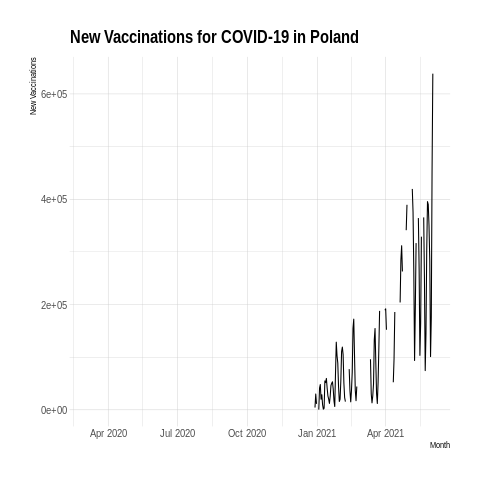 New Vaccinations for COVID-19 in Poland
New Vaccinations
6e+05
4e+05
2e+05
0e+00
Apr 2020 Jul 2020 Oct 2020 Jan 2021 Apr 2021
Month